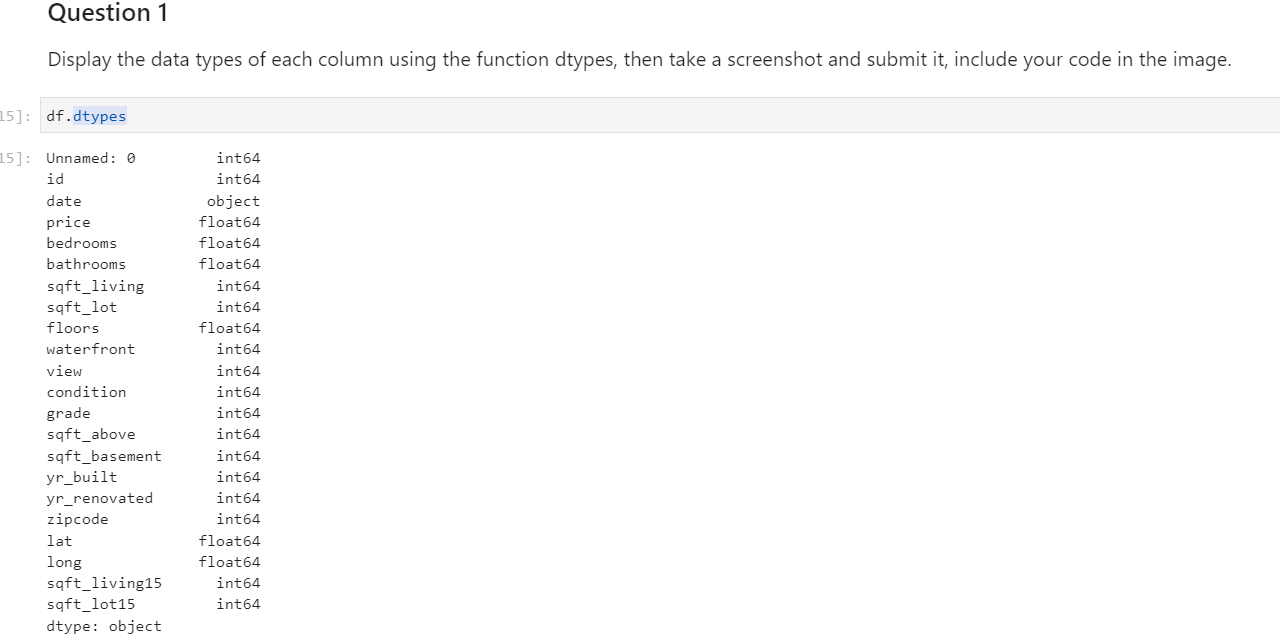 Question 1
Display the data types of each column using the function dtypes, then take a screenshot and submit it, include your code in the image.
15]: df.dtypes
15]: Unnamed: 0 int64
id int64
date object
price float64
bedrooms float64
bathrooms float64
sqft_living int64
sqft_lot int64
floors float64
waterfront int64
view int64
condition int64
grade int64
sqft_above int64
sqft_basement int64
yr_built int64
yr_renovated int64
zipcode int64
lat float64
long float64
sqft_living15 int64
sqft_lot15 int64
dtype: object